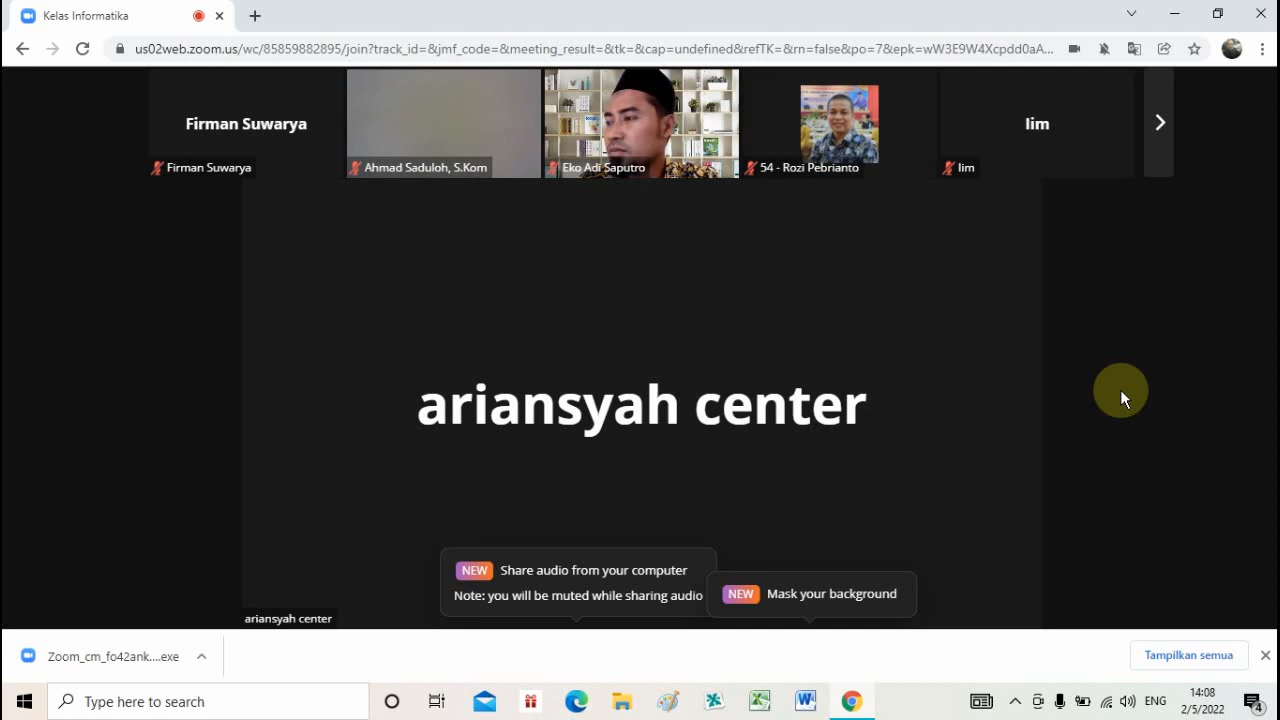 Kelas Informatika
us02web.zoom.us/wc/85859882895/join?track_id=&jmf_code=&meeting_result=&tk=&cap=undefined&refTK=&rn=false&po=7&epk=wW3E9W4Xcpdd0aA...
Firman Suwarya
lim
Firman Suwarya
Ahmad Saduloh, S.Kom
Eko Adi Saputro
54 - Rozi Pebrianto
lim
ariansyah center
NEW Share audio from your computer
Note: you will be muted while sharing audio
NEW Mask your background
ariansyah center
Zoom_cm_fo42ank....exe
Tampilkan semua
Type here to search
ENG
14:08
2/5/2022
4